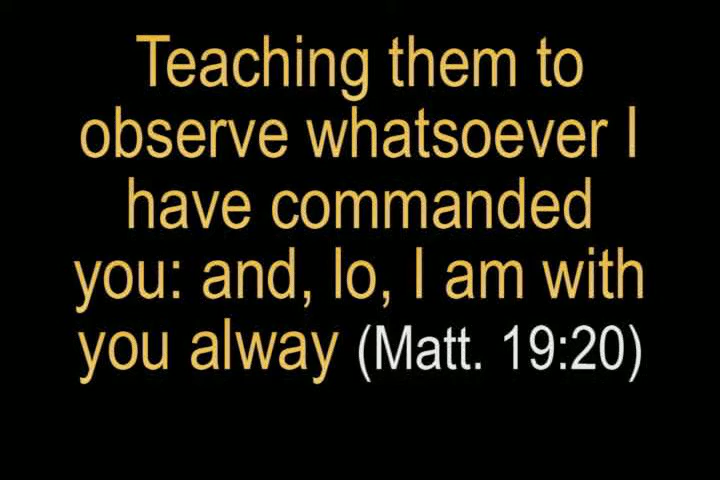 Teaching them to
observe whatsoever I
have commanded
you: and, lo, I am with
you alway (Matt. 19:20)